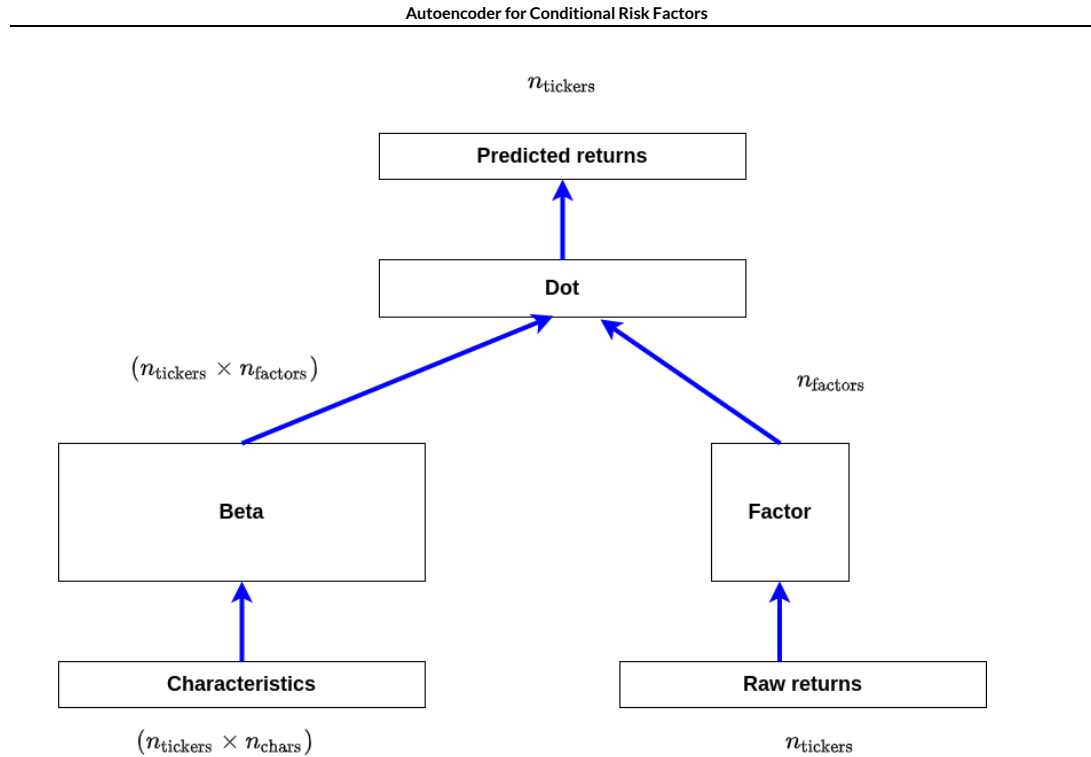 Autoencoder for Conditional Risk Factors
n_tickers
Predicted returns
Dot
(n_tickers × n_factors)
n_factors
Beta
Factor
Characteristics
Raw returns
(n_tickers × n_chars)
n_tickers